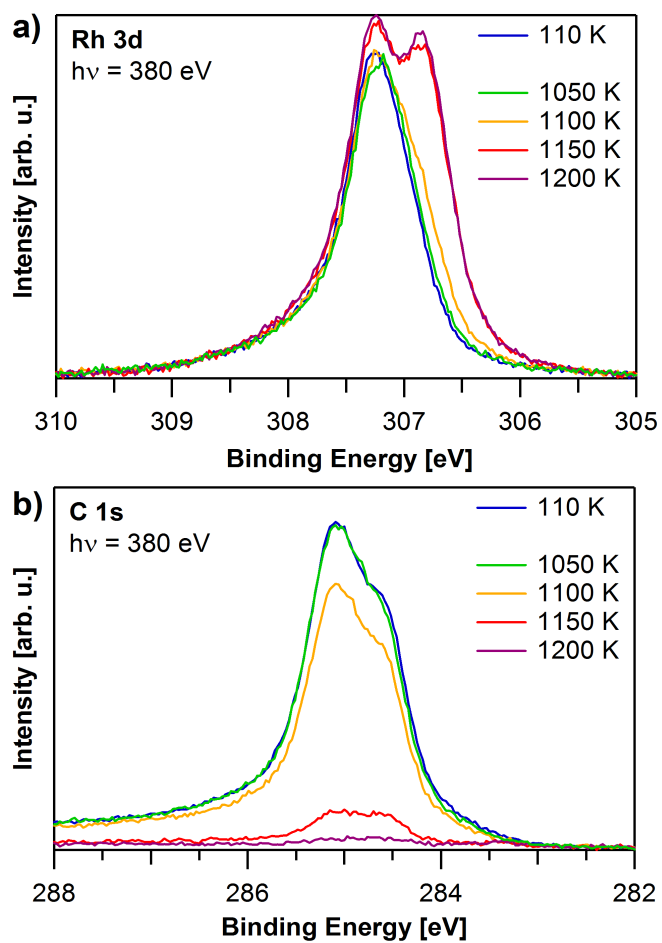 a)
Rh 3d
hν = 380 eV
110 K
1050 K
1100 K
1150 K
1200 K
Intensity [arb. u.]
310 309 308 307 306 305
Binding Energy [eV]
b)
C 1s
hν = 380 eV
110 K
1050 K
1100 K
1150 K
1200 K
Intensity [arb. u.]
288 286 284 282
Binding Energy [eV]